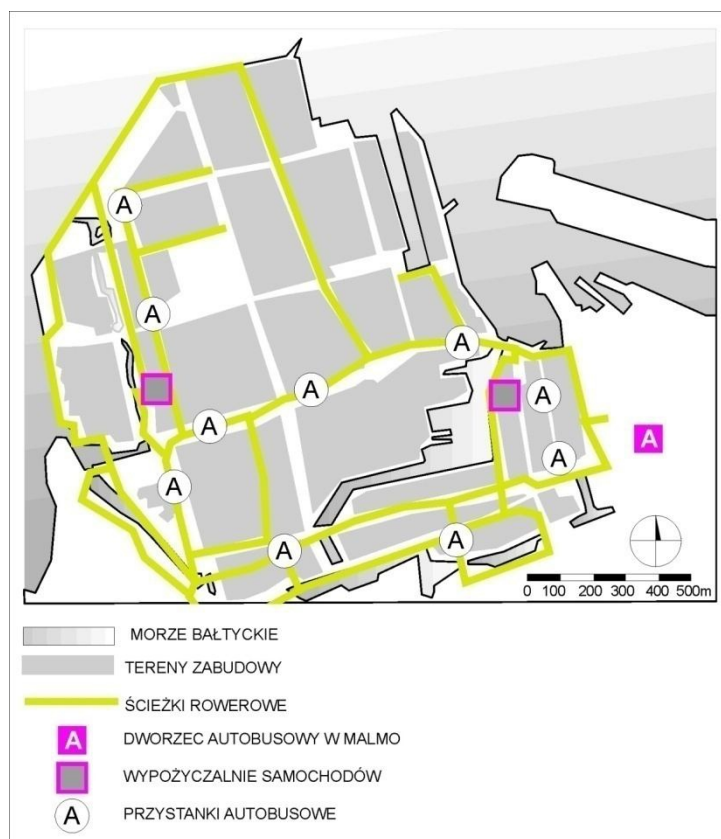 A
A
A
A
A
A
A
A
A
A
A
A
0 100 200 300 400 500m
MORZE BAŁTYCKIE
TERENY ZABUDOWY
ŚCIEŻKI ROWEROWE
A DWORZEC AUTOBUSOWY W MALMO
WYPOŻYCZALNIE SAMOCHODÓW
A PRZYSTANKI AUTOBUSOWE